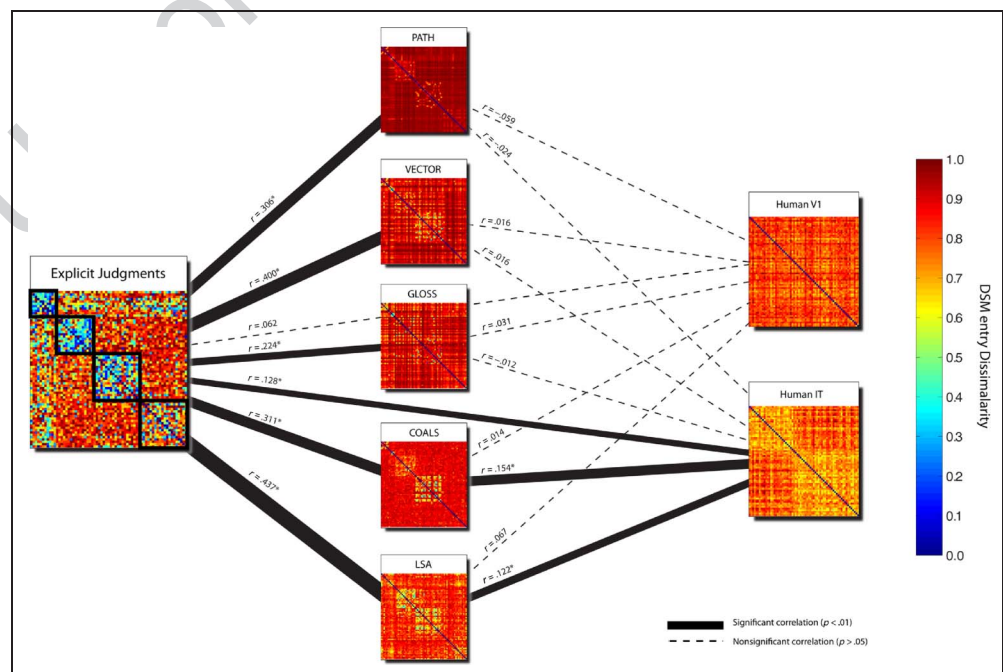 PATH
r = -.059
r = -.024
VECTOR
r = .306*
r = .016
r = .016
Human V1
1.0
0.9
0.8
0.7
0.6
0.5
0.4
0.3
0.2
0.1
0.0
DSM entry Dissimalarity
Explicit Judgments
r = .400*
GLOSS
r = .062
r = .031
r = .224*
r = -.012
r = .128*
Human IT
r = .311*
COALS
r = .014
r = .154*
r = .437*
LSA
r = .067
r = .122*
Significant correlation (p < .01)
Nonsignificant correlation (p > .05)